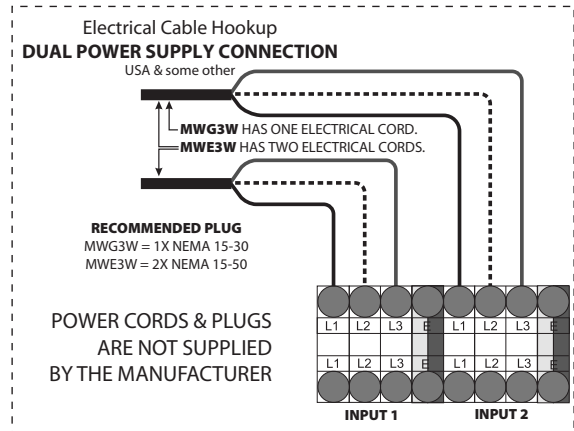 Electrical Cable Hookup
DUAL POWER SUPPLY CONNECTION
USA & some other
MWG3W HAS ONE ELECTRICAL CORD.
MWE3W HAS TWO ELECTRICAL CORDS.
RECOMMENDED PLUG
MWG3W = 1X NEMA 15-30
MWE3W = 2X NEMA 15-50
POWER CORDS & PLUGS
ARE NOT SUPPLIED
BY THE MANUFACTURER
L1 L2 L3 E L1 L2 L3 E
L1 L2 L3 E L1 L2 L3 E
INPUT 1 INPUT 2